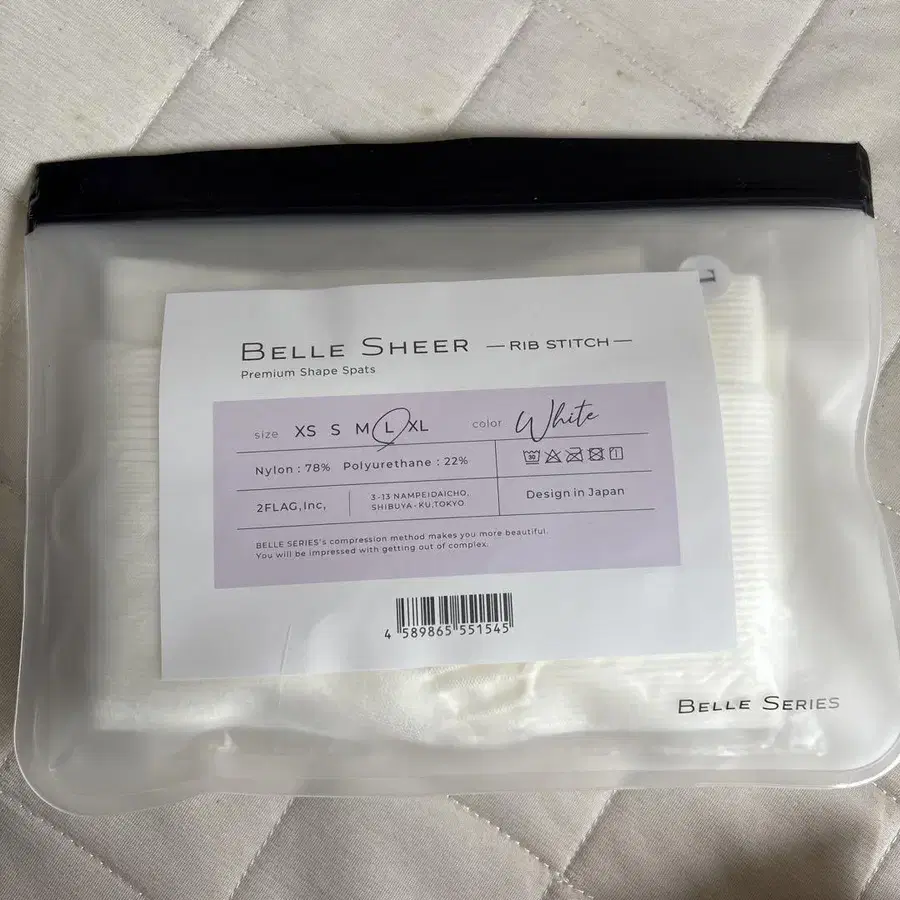 L
BELLE SHEER —RIB STITCH—
Premium Shape Spats
size XS S M L XL color White
Nylon : 78% Polyurethane : 22%
2FLAG,Inc,
3-13 NAMPEIDAICHO,
SHIBUYA-KU,TOKYO
Design in Japan
BELLE SERIES's compression method makes you more beautiful.
You will be impressed with getting out of complex.
4 589865 551545
BELLE SERIES